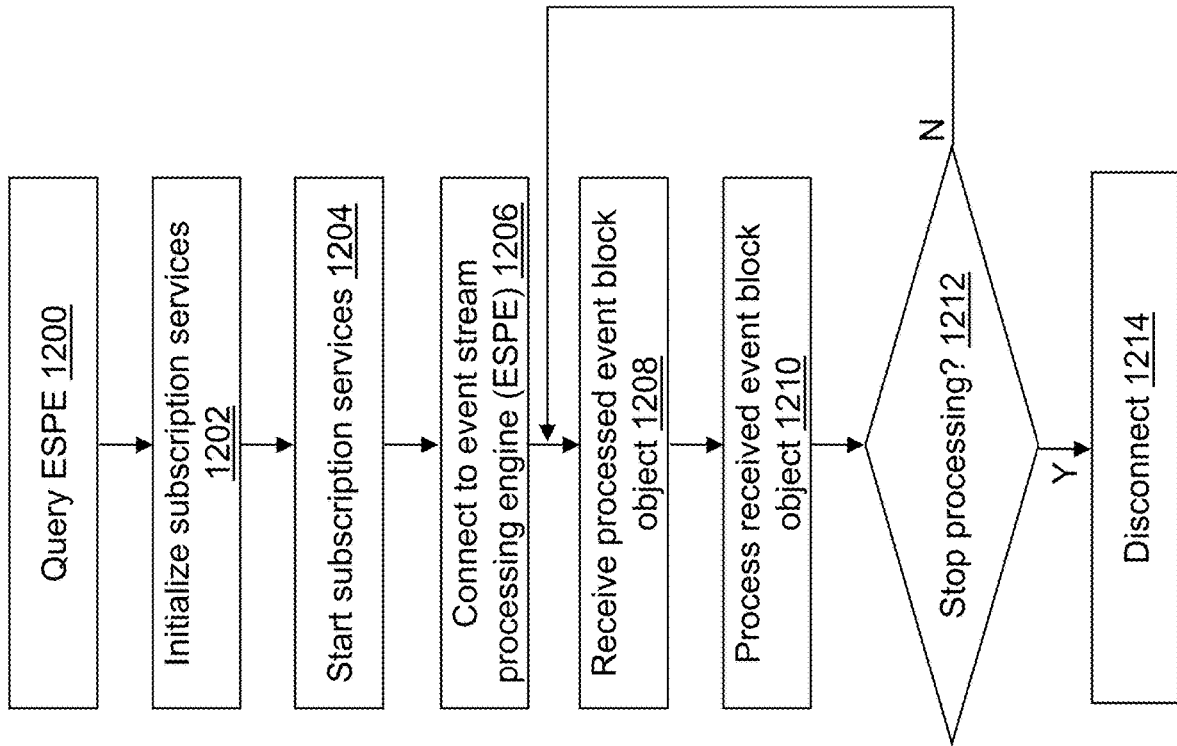 Query ESPE 1200
Initialize subscription services
1202
Start subscription services 1204
Connect to event stream
processing engine (ESPE) 1206
Receive processed event block
object 1208
Process received event block
object 1210
Stop processing? 1212
N
Y
Disconnect 1214